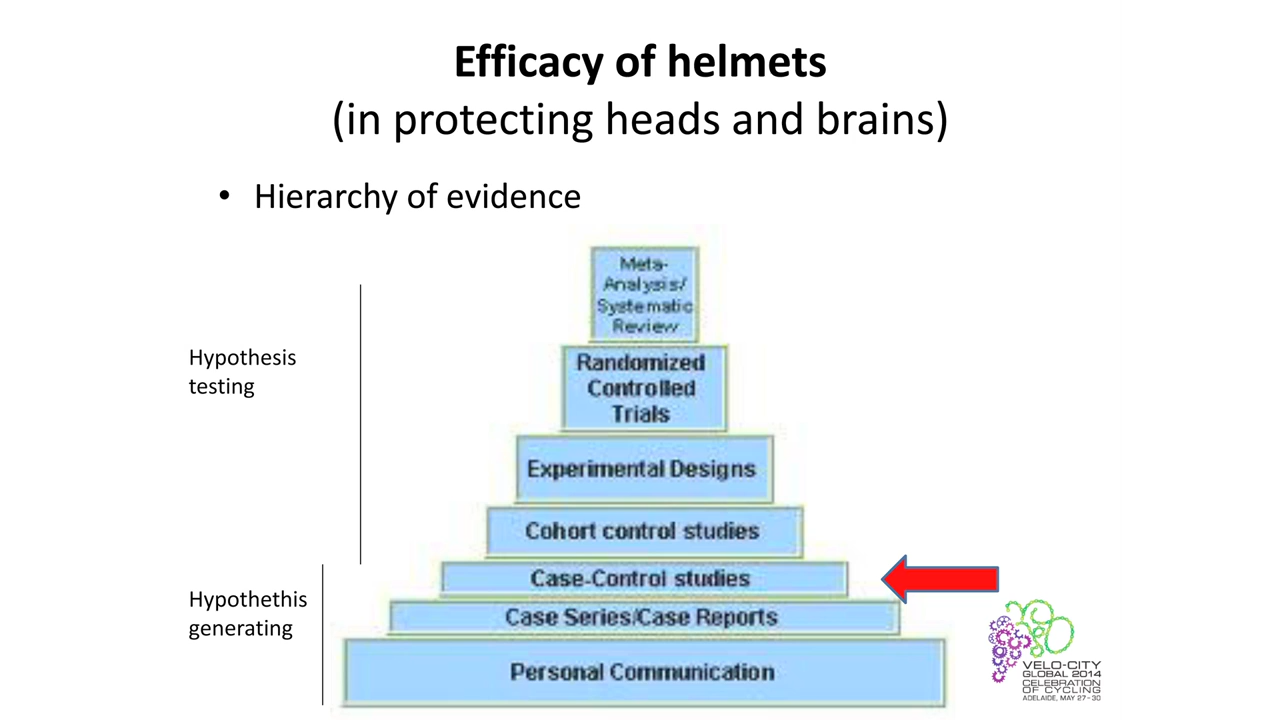 Efficacy of helmets
(in protecting heads and brains)
• Hierarchy of evidence
Meta-
Analysis/
Systematic
Review
Hypothesis
testing
Randomized
Controlled
Trials
Experimental Designs
Cohort control studies
Case-Control studies
Hypothethis
generating
Case Series/Case Reports
Personal Communication
VELO-CITY
GLOBAL 2014
CELEBRATION
OF CYCLING
ADELAIDE, MAY 27-30